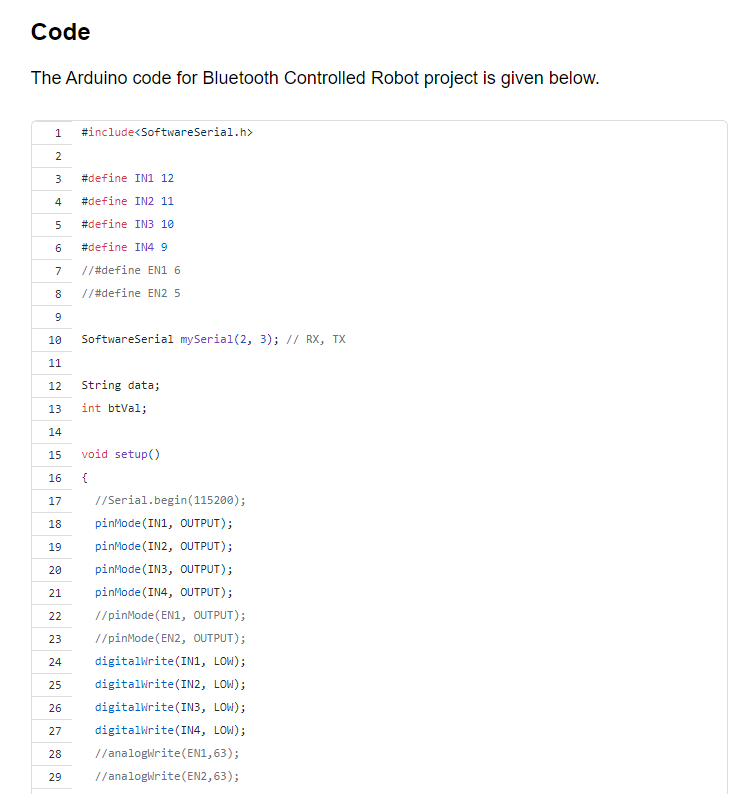 Code
The Arduino code for Bluetooth Controlled Robot project is given below.
1 #include<SoftwareSerial.h>
2
3 #define IN1 12
4 #define IN2 11
5 #define IN3 10
6 #define IN4 9
7 //#define EN1 6
8 //#define EN2 5
9
10 SoftwareSerial mySerial(2, 3); // RX, TX
11
12 String data;
13 int btVal;
14
15 void setup()
16 {
17 //Serial.begin(115200);
18 pinMode(IN1, OUTPUT);
19 pinMode(IN2, OUTPUT);
20 pinMode(IN3, OUTPUT);
21 pinMode(IN4, OUTPUT);
22 //pinMode(EN1, OUTPUT);
23 //pinMode(EN2, OUTPUT);
24 digitalWrite(IN1, LOW);
25 digitalWrite(IN2, LOW);
26 digitalWrite(IN3, LOW);
27 digitalWrite(IN4, LOW);
28 //analogWrite(EN1,63);
29 //analogWrite(EN2,63);